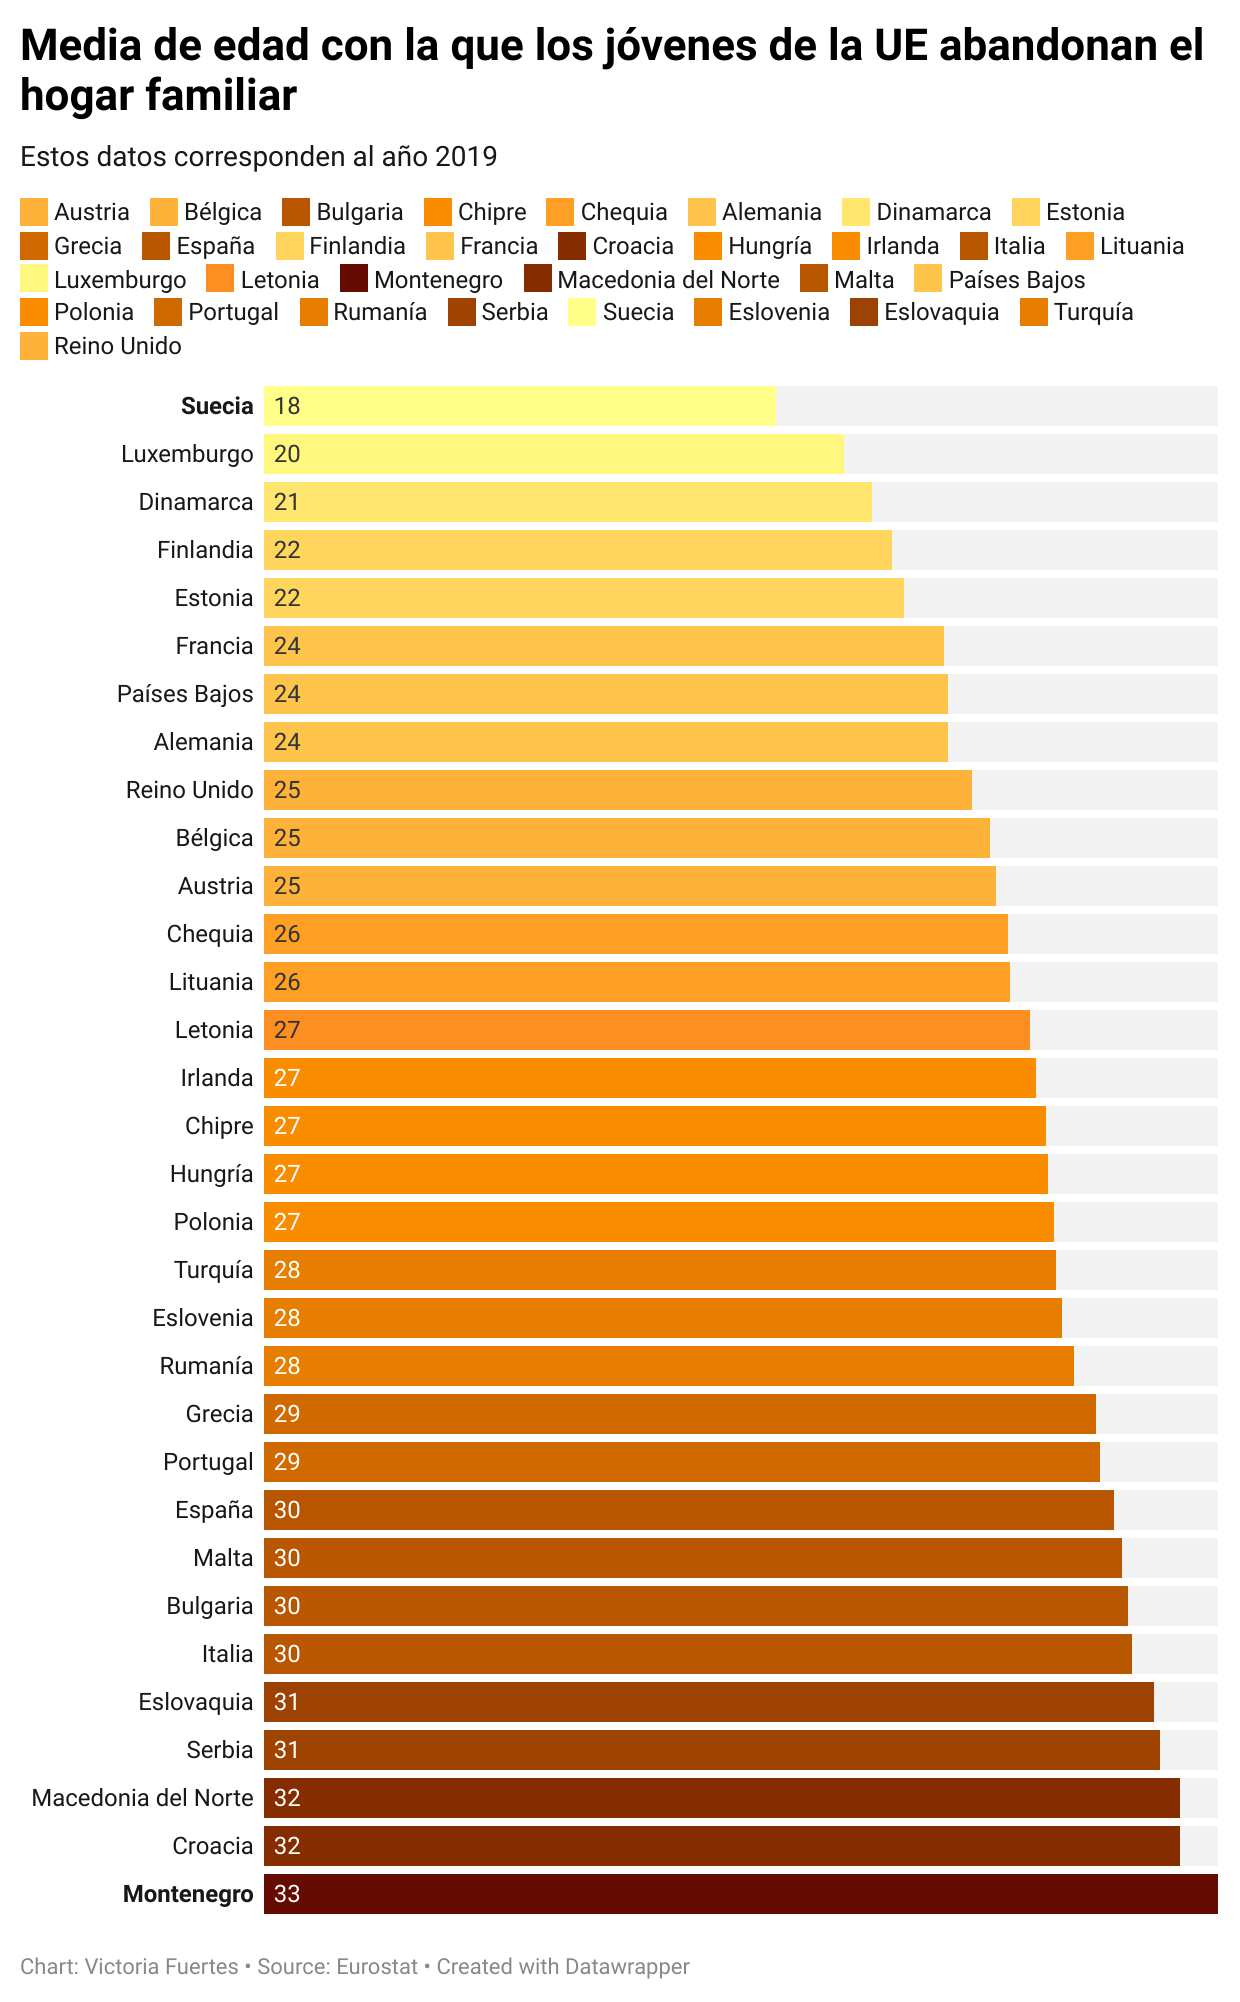 Media de edad con la que los jóvenes de la UE abandonan el
hogar familiar
Estos datos corresponden al año 2019
Austria Bélgica Bulgaria Chipre Chequia Alemania Dinamarca Estonia
Grecia España Finlandia Francia Croacia Hungría Irlanda Italia Lituania
Luxemburgo Letonia Montenegro Macedonia del Norte Malta Países Bajos
Polonia Portugal Rumanía Serbia Suecia Eslovenia Eslovaquia Turquía
Reino Unido
Suecia 18
Luxemburgo 20
Dinamarca 21
Finlandia 22
Estonia 22
Francia 24
Países Bajos 24
Alemania 24
Reino Unido 25
Bélgica 25
Austria 25
Chequia 26
Lituania 26
Letonia 27
Irlanda 27
Chipre 27
Hungría 27
Polonia 27
Turquía 28
Eslovenia 28
Rumanía 28
Grecia 29
Portugal 29
España 30
Malta 30
Bulgaria 30
Italia 30
Eslovaquia 31
Serbia 31
Macedonia del Norte 32
Croacia 32
Montenegro 33
Chart: Victoria Fuertes • Source: Eurostat • Created with Datawrapper